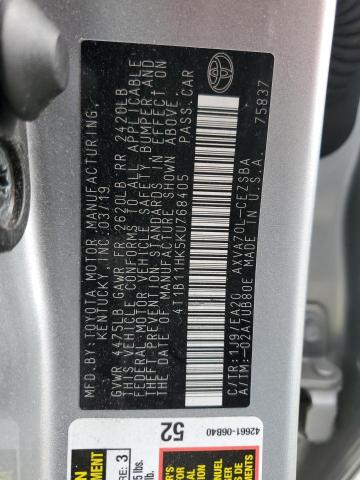 MFD.BY:TOYOTA MOTOR MANUFACTURING,
KENTUCKY, INC. 03/19
GVWR 4475LB GAWR FR 2620LB RR 2420LB
THIS VEHICLE CONFORMS TO ALL APPLICABLE
FEDERAL MOTOR VEHICLE SAFETY, BUMPER, AND
THEFT PREVENTION STANDARDS IN EFFECT ON
THE DATE OF MANUFACTURE SHOWN ABOVE.
4T1B11HK5KU768405 PASS.CAR
C/TR:1J9/EA20 AXVA70L-CEZSBA
A/TM:-02A/UB80E MADE IN U.S.A.
75837
42661-06B40
52